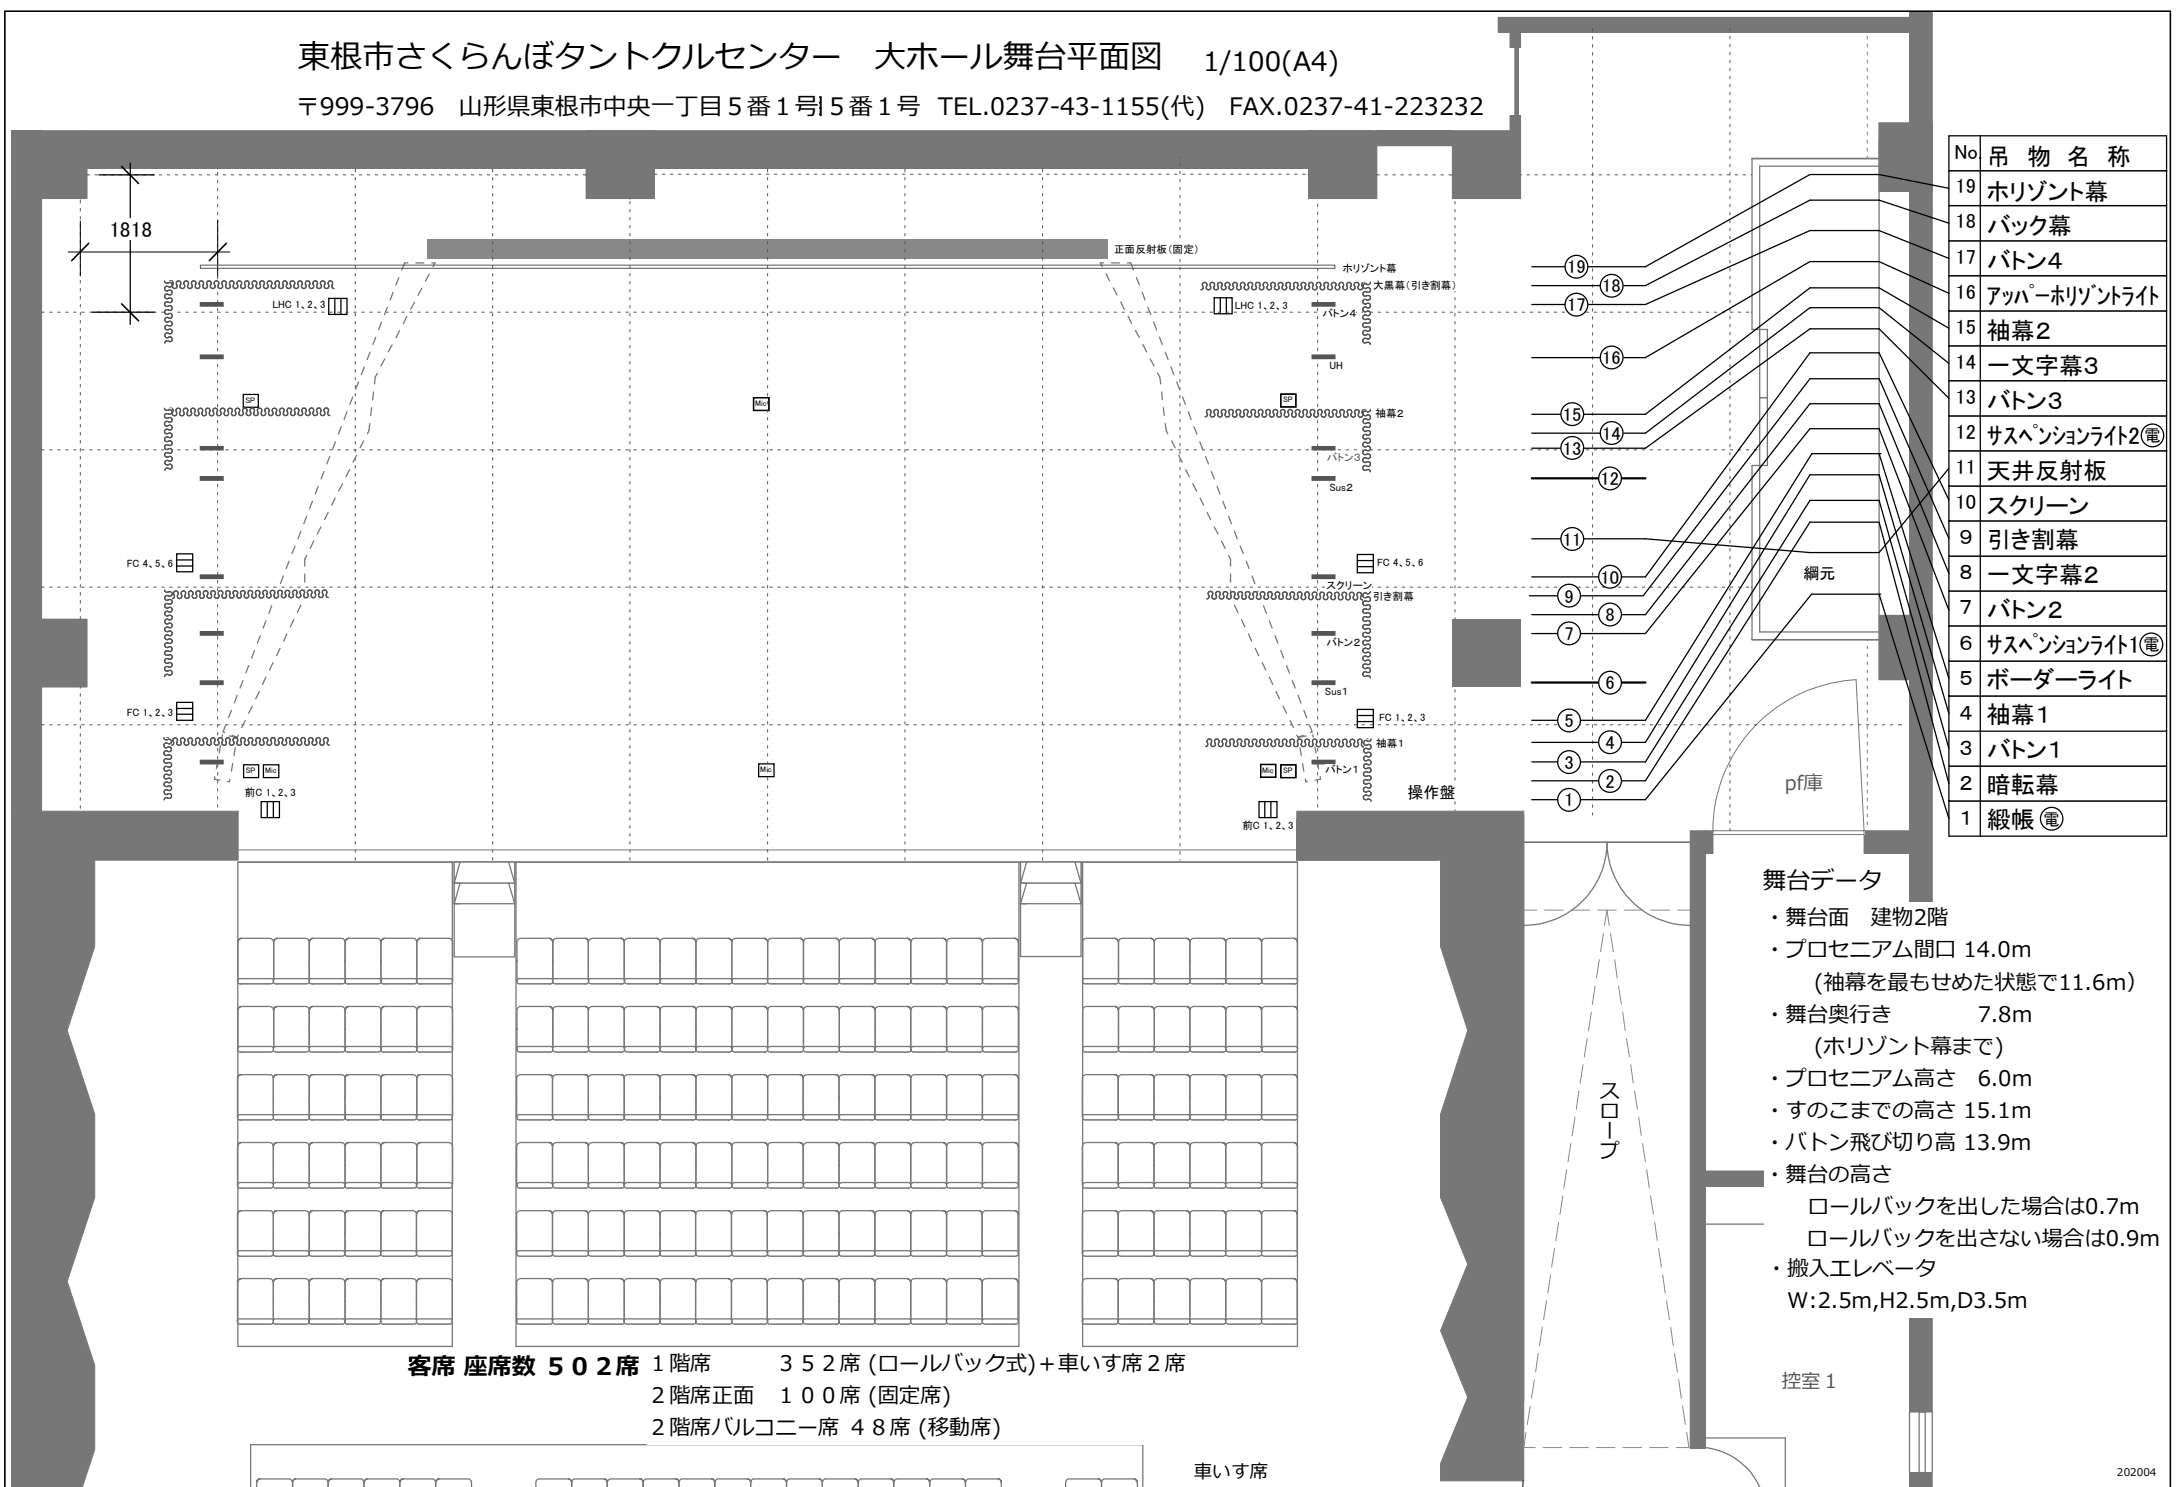 東根市さくらんぼタントクルセンター　大ホール舞台平面図　1/100(A4)
〒999-3796　山形県東根市中央一丁目５番１号５番１号 TEL.0237-43-1155(代)　FAX.0237-41-223232
1818
正面反射板(固定)
ホリゾント幕
大黒幕(引き割幕)
LHC 1、2、3
LHC 1、2、3
バトン4
UH
SP
Mic
SP
袖幕2
バトン3
Sus2
FC 4、5、6
FC 4、5、6
スクリーン
引き割幕
バトン2
Sus1
FC 1、2、3
FC 1、2、3
袖幕1
SP Mic
Mic
Mic SP
バトン1
前C 1、2、3
前C 1、2、3
操作盤
19
18
17
16
15
14
13
12
11
10
9
8
7
6
5
4
3
2
1
綱元
pf庫
No. 吊物名称
19 ホリゾント幕
18 バック幕
17 バトン4
16 アッパーホリゾントライト
15 袖幕2
14 一文字幕3
13 バトン3
12 サスペンションライト2㊋電
11 天井反射板
10 スクリーン
9 引き割幕
8 一文字幕2
7 バトン2
6 サスペンションライト1電
5 ボーダーライト
4 袖幕1
3 バトン1
2 暗転幕
1 緞帳 電
舞台データ
・舞台面　建物2階
・プロセニアム間口 14.0m
(袖幕を最もせめた状態で11.6m）
・舞台奥行き　7.8m
(ホリゾント幕まで)
・プロセニアム高さ　6.0m
・すのこまでの高さ 15.1m
・バトン飛び切り高 13.9m
・舞台の高さ
ロールバックを出した場合は0.7m
ロールバックを出さない場合は0.9m
・搬入エレベータ
W:2.5m,H2.5m,D3.5m
スロープ
控室１
客席 座席数 ５０２席 １階席　３５２席 (ロールバック式)+車いす席２席
２階席正面　１００席 (固定席)
２階席バルコニー席 ４８席 (移動席)
車いす席
202004